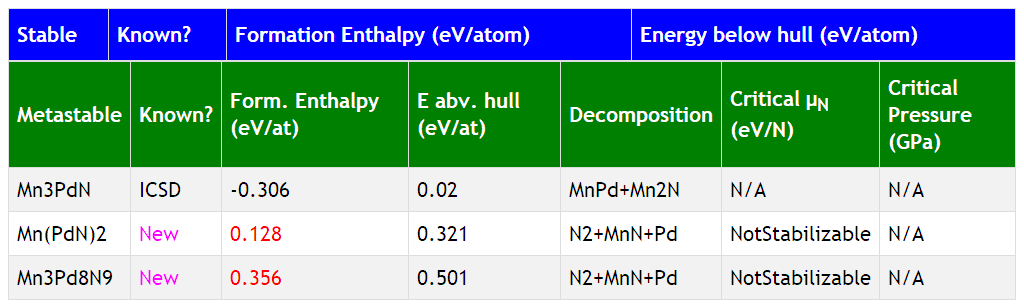 Stable Known? Formation Enthalpy (eV/atom) Energy below hull (eV/atom)
Metastable Known? Form. Enthalpy (eV/at) E abv. hull (eV/at) Decomposition Critical μN (eV/N) Critical Pressure (GPa)
Mn3PdN ICSD -0.306 0.02 MnPd+Mn2N N/A N/A
Mn(PdN)2 New 0.128 0.321 N2+MnN+Pd NotStabilizable N/A
Mn3Pd8N9 New 0.356 0.501 N2+MnN+Pd NotStabilizable N/A